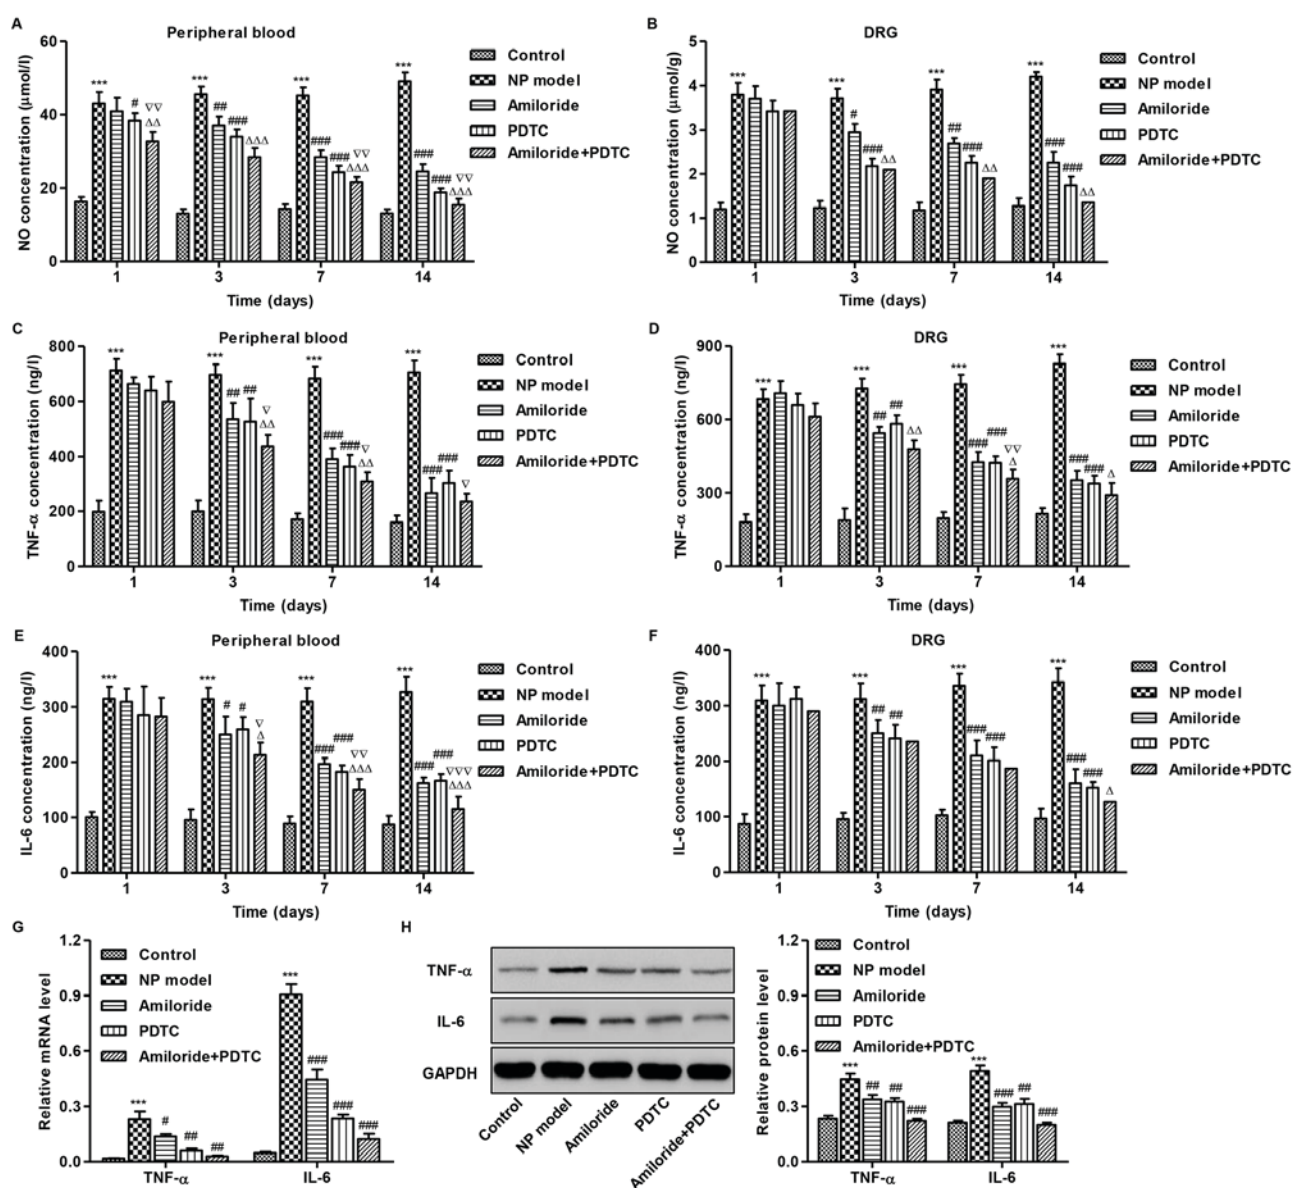 A
Peripheral blood
NO concentration (μmol/l)
60
40
20
0
*** # ▽▽ ΔΔ
*** ## ### ΔΔΔ
*** ### ### ▽▽ ΔΔΔ
*** ### ### ▽▽ ΔΔΔ
1 3 7 14
Time (days)
Control
NP model
Amiloride
PDTC
Amiloride+PDTC
B
DRG
NO concentration (μmol/g)
5
4
3
2
1
0
***
*** # ### ΔΔ
*** ## ### ΔΔ
*** ### ### ΔΔ
1 3 7 14
Time (days)
Control
NP model
Amiloride
PDTC
Amiloride+PDTC
C
Peripheral blood
TNF-α concentration (ng/l)
800
600
400
200
0
***
*** ## ## ▽ ΔΔ
*** ### ### ▽ ΔΔ
*** ### ### ▽
1 3 7 14
Time (days)
Control
NP model
Amiloride
PDTC
Amiloride+PDTC
D
DRG
TNF-α concentration (ng/l)
900
600
300
0
***
*** ## ## ΔΔ
*** ### ### ▽▽ Δ
*** ### ### Δ
1 3 7 14
Time (days)
Control
NP model
Amiloride
PDTC
Amiloride+PDTC
E
Peripheral blood
IL-6 concentration (ng/l)
400
300
200
100
0
***
*** # # ▽ Δ
*** ### ### ▽▽ ΔΔΔ
*** ### ### ▽▽▽ ΔΔΔ
1 3 7 14
Time (days)
Control
NP model
Amiloride
PDTC
Amiloride+PDTC
F
DRG
IL-6 concentration (ng/l)
400
300
200
100
0
***
*** ## ##
*** ### ###
*** ### ### Δ
1 3 7 14
Time (days)
Control
NP model
Amiloride
PDTC
Amiloride+PDTC
G
Relative mRNA level
1.2
0.9
0.6
0.3
0.0
Control
NP model
Amiloride
PDTC
Amiloride+PDTC
*** # ## ##
*** ### ### ###
TNF-α IL-6
H
TNF-α
IL-6
GAPDH
Control
NP model
Amiloride
PDTC
Amiloride+PDTC
Relative protein level
1.2
0.9
0.6
0.3
0.0
Control
NP model
Amiloride
PDTC
Amiloride+PDTC
*** ## ## ###
*** ### ## ###
TNF-α IL-6